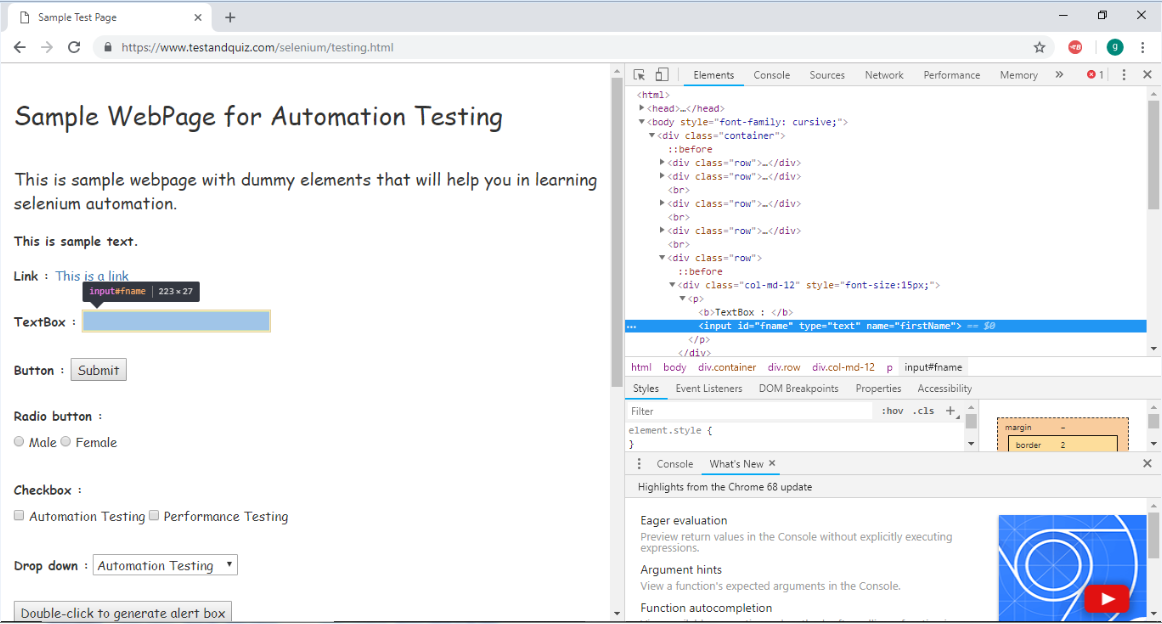 Sample Test Page
https://www.testandquiz.com/selenium/testing.html
g
Sample WebPage for Automation Testing
This is sample webpage with dummy elements that will help you in learning
selenium automation.
This is sample text.
Link : This is a link
input#fname 223 × 27
TextBox :
Button : Submit
Radio button :
Male Female
Checkbox :
Automation Testing Performance Testing
Drop down : Automation Testing
Double-click to generate alert box
Elements Console Sources Network Performance Memory » 1
<html>
<head>…</head>
<body style="font-family: cursive;">
<div class="container">
::before
<div class="row">…</div>
<div class="row">…</div>
<br>
<div class="row">…</div>
<br>
<div class="row">…</div>
<br>
<div class="row">
::before
<div class="col-md-12" style="font-size:15px;">
<p>
<b>TextBox : </b>
… <input id="fname" type="text" name="firstName"> == $0
</p>
</div>
html body div.container div.row div.col-md-12 p input#fname
Styles Event Listeners DOM Breakpoints Properties Accessibility
Filter :hov .cls +
element.style {
}
margin –
border 2
Console What's New ×
Highlights from the Chrome 68 update
Eager evaluation
Preview return values in the Console without explicitly executing
expressions.
Argument hints
View a function's expected arguments in the Console.
Function autocompletion